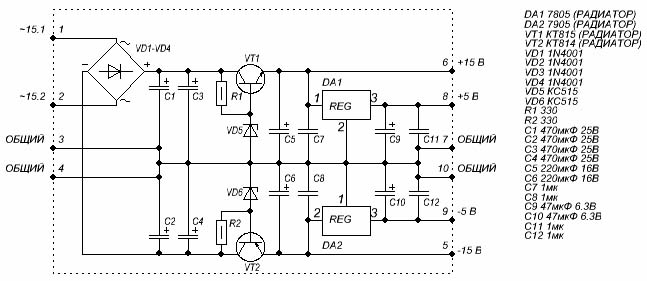 ~15.1
1
VD1-VD4
−
+
~15.2
2
ОБЩИЙ
3
ОБЩИЙ
4
+
C1
+
C3
R1
VT1
VD5
+
C5
C7
DA1
1
REG
3
2
+
C9
C11
6
+15 В
8
+5 В
7
ОБЩИЙ
10
ОБЩИЙ
9
-5 В
5
-15 В
+
C2
+
C4
VD6
R2
VT2
+
C6
C8
1
2
REG
3
DA2
+
C10
C12
DA1 7805 (РАДИАТОР)
DA2 7905 (РАДИАТОР)
VT1 КТ815 (РАДИАТОР)
VT2 КТ814 (РАДИАТОР)
VD1 1N4001
VD2 1N4001
VD3 1N4001
VD4 1N4001
VD5 КС515
VD6 КС515
R1 330
R2 330
C1 470мкФ 25В
C2 470мкФ 25В
C3 470мкФ 25В
C4 470мкФ 25В
C5 220мкФ 16В
C6 220мкФ 16В
C7 1мк
C8 1мк
C9 47мкФ 6.3В
C10 47мкФ 6.3В
C11 1мк
C12 1мк